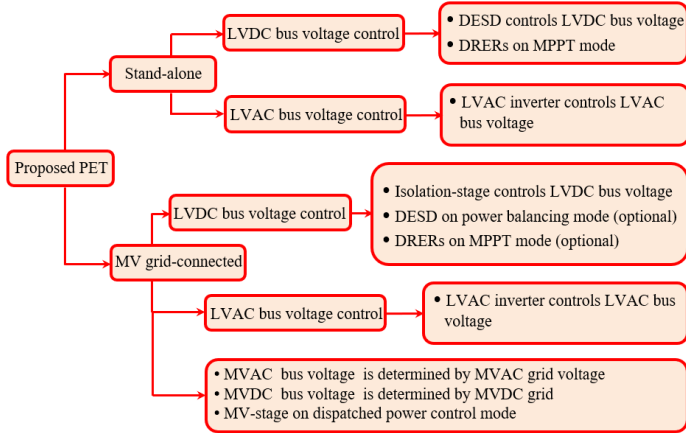 Proposed PET
Stand-alone
LVDC bus voltage control
• DESD controls LVDC bus voltage
• DRERs on MPPT mode
LVAC bus voltage control
• LVAC inverter controls LVAC
bus voltage
MV grid-connected
LVDC bus voltage control
• Isolation-stage controls LVDC bus voltage
• DESD on power balancing mode (optional)
• DRERs on MPPT mode (optional)
LVAC bus voltage control
• LVAC inverter controls LVAC bus
voltage
• MVAC bus voltage is determined by MVAC grid voltage
• MVDC bus voltage is determined by MVDC grid
• MV-stage on dispatched power control mode